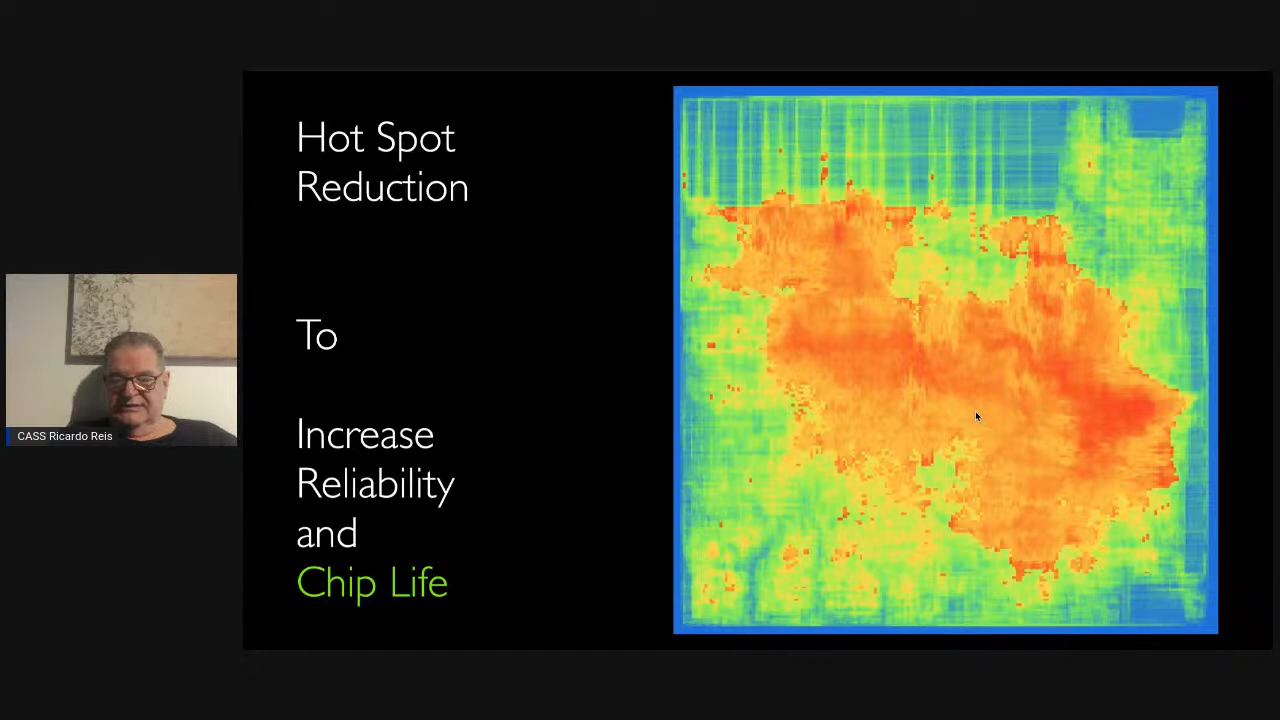 Hot Spot
Reduction
To
Increase
Reliability
and
Chip Life
CASS Ricardo Reis